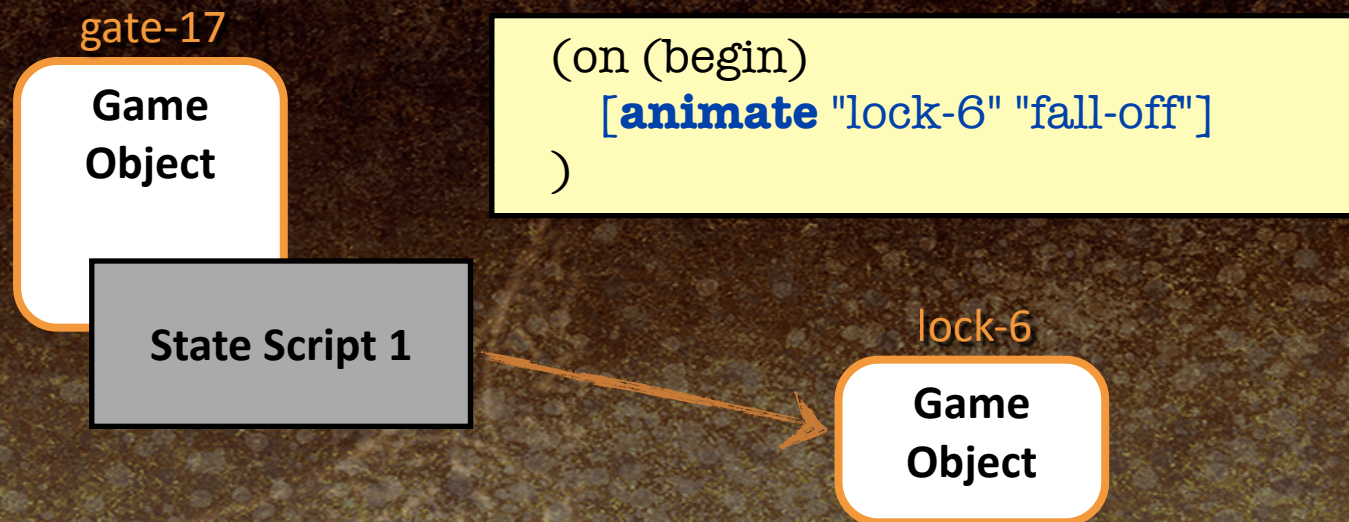 gate-17
Game
Object
State Script 1
(on (begin)
[animate "lock-6" "fall-off"]
)
lock-6
Game
Object